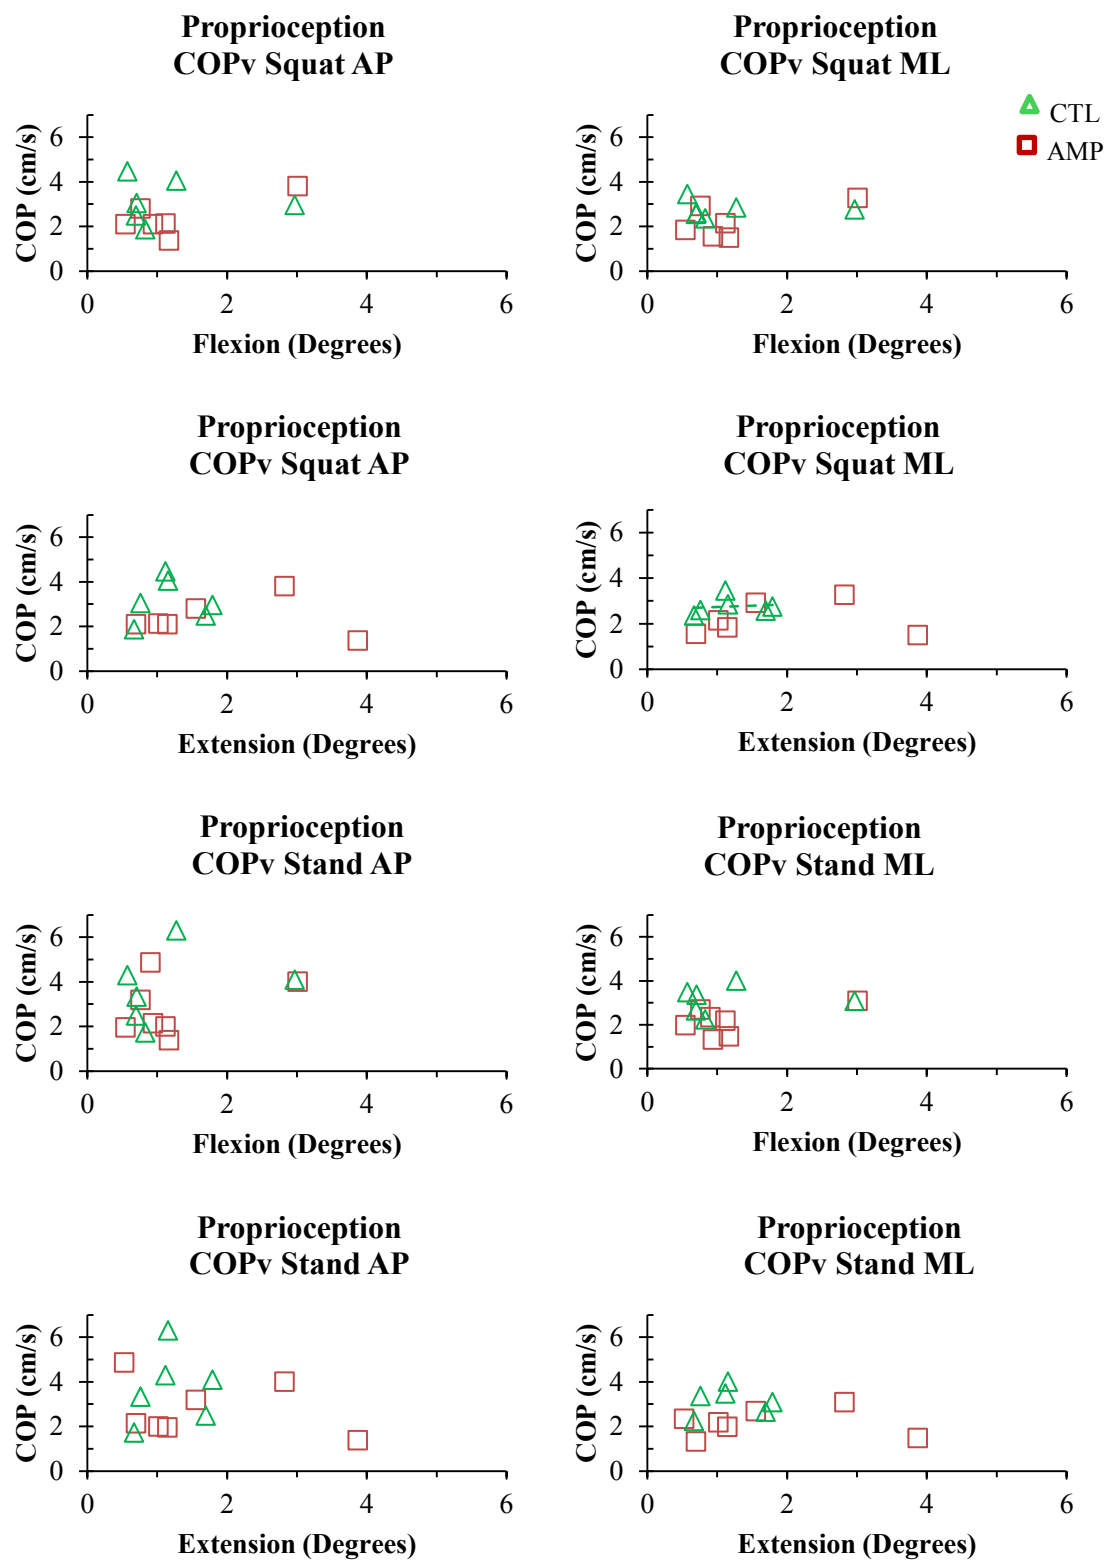 Proprioception
COPv Squat AP
COP (cm/s)
6
4
2
0
0 2 4 6
Flexion (Degrees)
Proprioception
COPv Squat ML
CTL
AMP
COP (cm/s)
6
4
2
0
0 2 4 6
Flexion (Degrees)
Proprioception
COPv Squat AP
COP (cm/s)
6
4
2
0
0 2 4 6
Extension (Degrees)
Proprioception
COPv Squat ML
COP (cm/s)
6
4
2
0
0 2 4 6
Extension (Degrees)
Proprioception
COPv Stand AP
COP (cm/s)
6
4
2
0
0 2 4 6
Flexion (Degrees)
Proprioception
COPv Stand ML
COP (cm/s)
6
4
2
0
0 2 4 6
Flexion (Degrees)
Proprioception
COPv Stand AP
COP (cm/s)
6
4
2
0
0 2 4 6
Extension (Degrees)
Proprioception
COPv Stand ML
COP (cm/s)
6
4
2
0
0 2 4 6
Extension (Degrees)